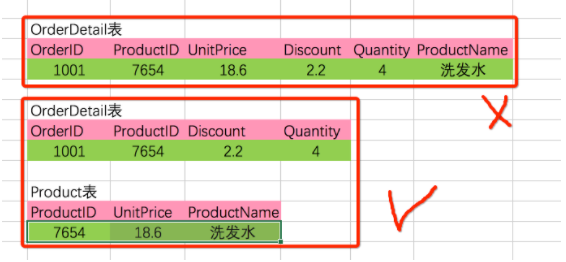 OrderDetail表
OrderID ProductID UnitPrice Discount Quantity ProductName
1001 7654 18.6 2.2 4 洗发水
OrderDetail表
OrderID ProductID Discount Quantity
1001 7654 2.2 4
Product表
ProductID UnitPrice ProductName
7654 18.6 洗发水